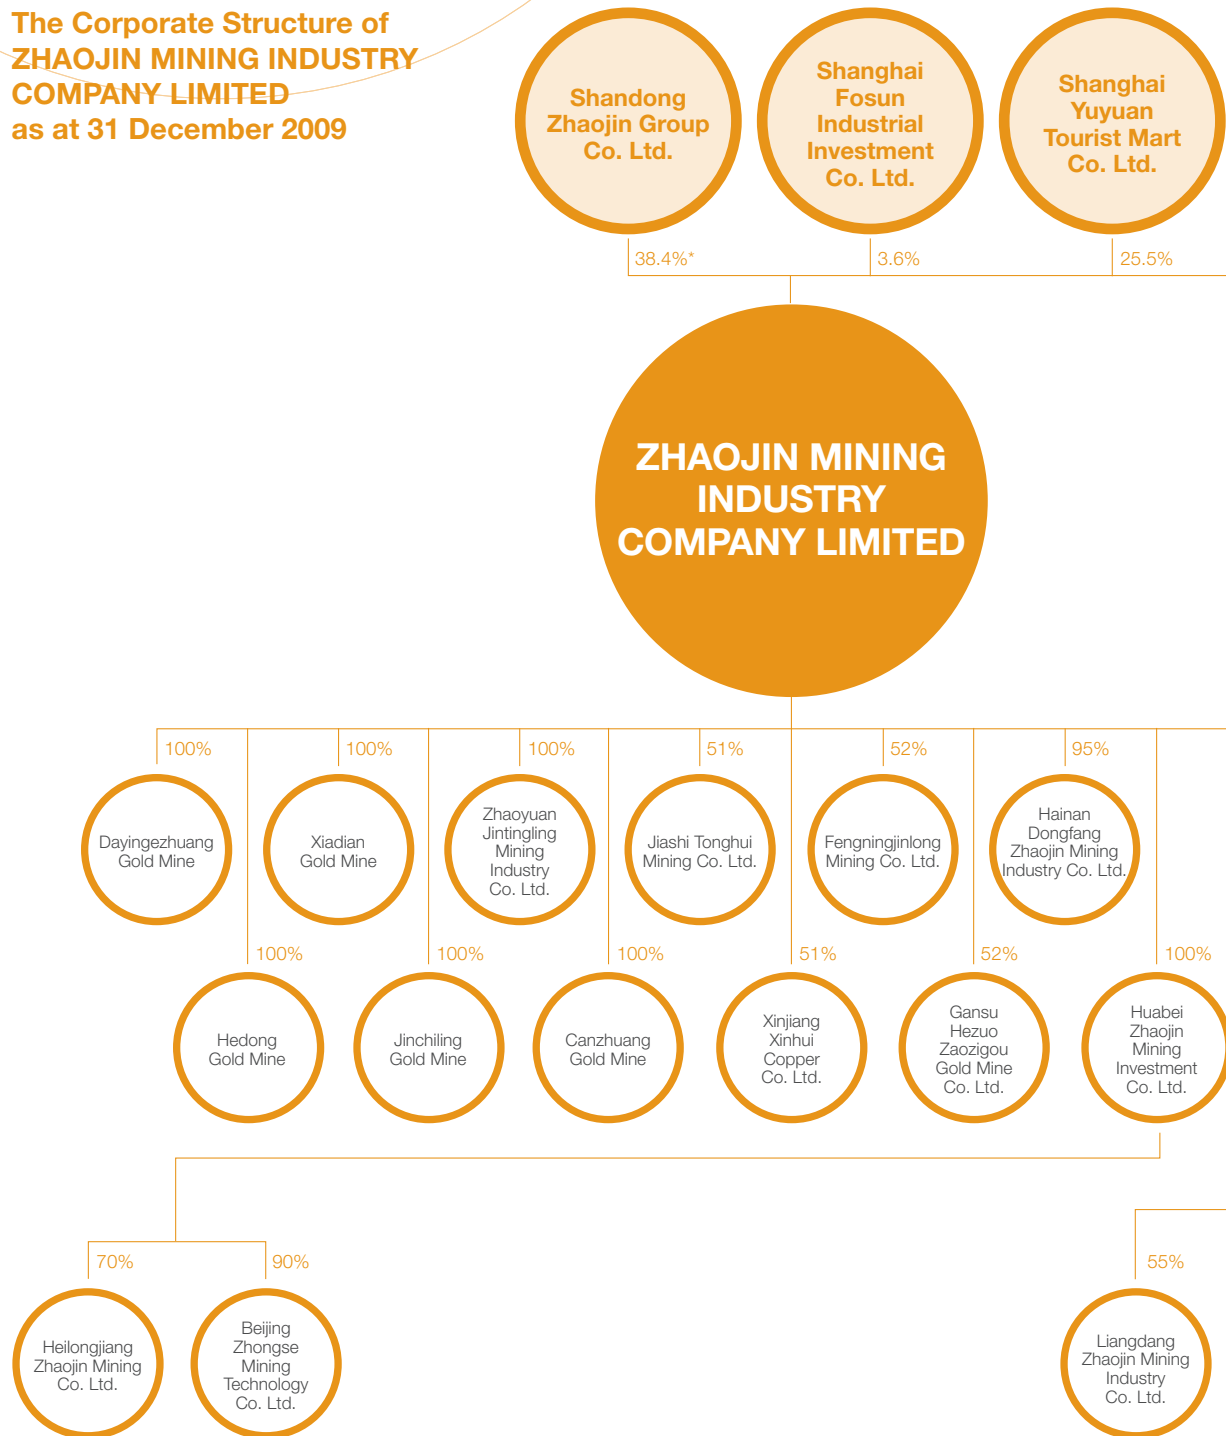 The Corporate Structure of
ZHAOJIN MINING INDUSTRY
COMPANY LIMITED
as at 31 December 2009
Shandong
Zhaojin Group
Co. Ltd.
Shanghai
Fosun
Industrial
Investment
Co. Ltd.
Shanghai
Yuyuan
Tourist Mart
Co. Ltd.
38.4%*
3.6%
25.5%
ZHAOJIN MINING
INDUSTRY
COMPANY LIMITED
100%
100%
100%
51%
52%
95%
Dayingezhuang
Gold Mine
Xiadian
Gold Mine
Zhaoyuan
Jintingling
Mining
Industry
Co. Ltd.
Jiashi Tonghui
Mining Co. Ltd.
Fengningjinlong
Mining Co. Ltd.
Hainan
Dongfang
Zhaojin Mining
Industry Co. Ltd.
100%
100%
100%
51%
52%
100%
Hedong
Gold Mine
Jinchiling
Gold Mine
Canzhuang
Gold Mine
Xinjiang
Xinhui
Copper
Co. Ltd.
Gansu
Hezuo
Zaozigou
Gold Mine
Co. Ltd.
Huabei
Zhaojin
Mining
Investment
Co. Ltd.
70%
90%
55%
Heilongjiang
Zhaojin Mining
Co. Ltd.
Beijing
Zhongse
Mining
Technology
Co. Ltd.
Liangdang
Zhaojin Mining
Industry
Co. Ltd.